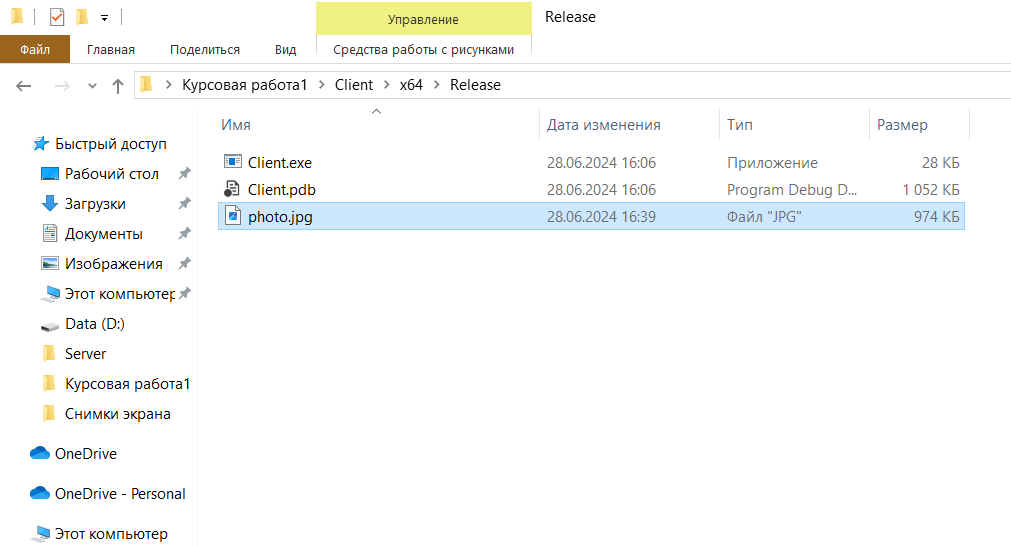 Управление
Release
Файл
Главная
Поделиться
Вид
Средства работы с рисунками
Курсовая работа1 Client x64 Release
Имя
Дата изменения
Тип
Размер
Client.exe 28.06.2024 16:06 Приложение 28 КБ
Client.pdb 28.06.2024 16:06 Program Debug D... 1 052 КБ
photo.jpg 28.06.2024 16:39 Файл "JPG" 974 КБ
Быстрый доступ
Рабочий стол
Загрузки
Документы
Изображения
Этот компьютер
Data (D:)
Server
Курсовая работа1
Снимки экрана
OneDrive
OneDrive - Personal
Этот компьютер